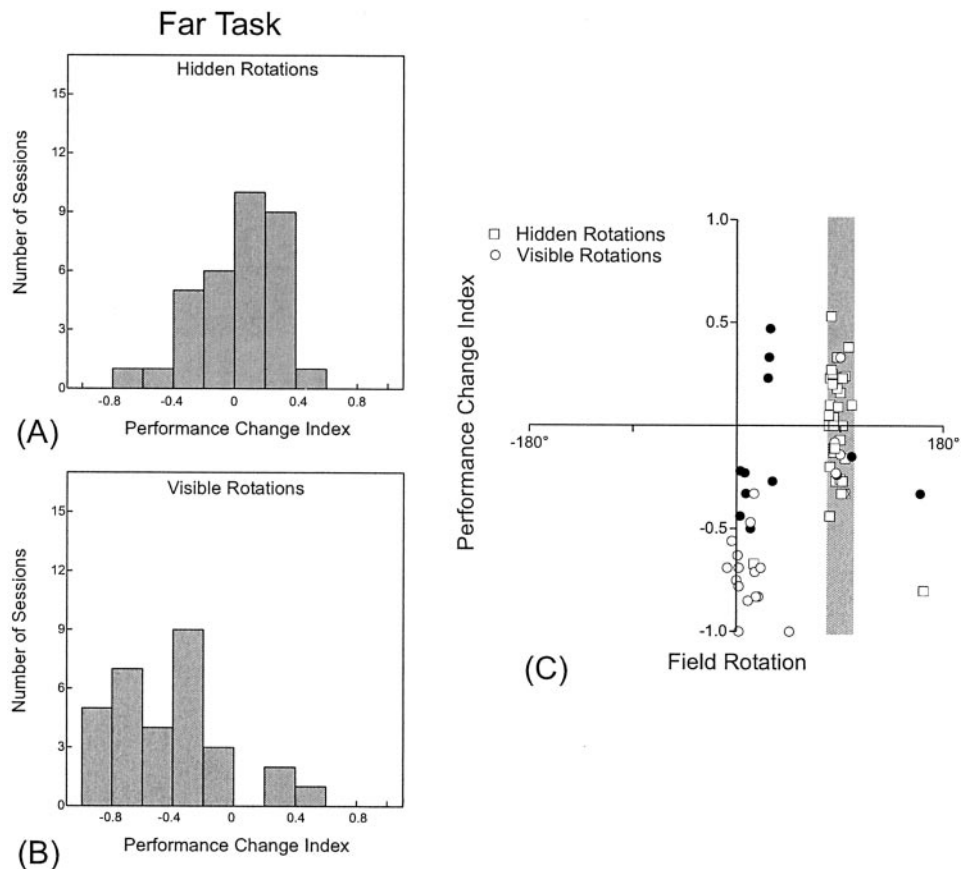 Far Task
Hidden Rotations
15
12
9
6
3
0
Number of Sessions
-0.8 -0.4 0 0.4 0.8
Performance Change Index
(A)
Visible Rotations
15
12
9
6
3
0
Number of Sessions
-0.8 -0.4 0 0.4 0.8
Performance Change Index
(B)
Hidden Rotations
Visible Rotations
Performance Change Index
1.0
0.5
-180° 180°
-0.5
-1.0
Field Rotation
(C)